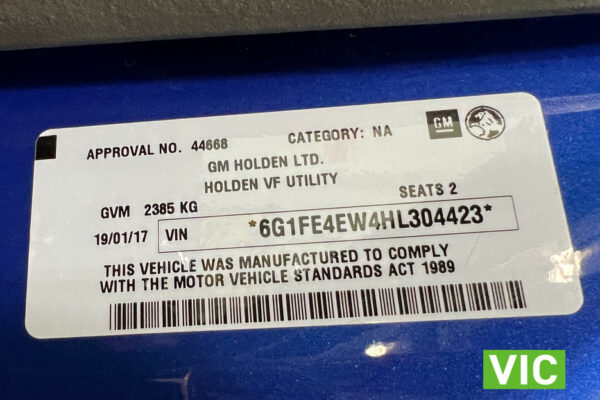 APPROVAL NO. 44668 CATEGORY: NA GM
GM HOLDEN LTD.
HOLDEN VF UTILITY
GVM 2385 KG SEATS 2
19/01/17 VIN *6G1FE4EW4HL304423*
THIS VEHICLE WAS MANUFACTURED TO COMPLY
WITH THE MOTOR VEHICLE STANDARDS ACT 1989
VIC